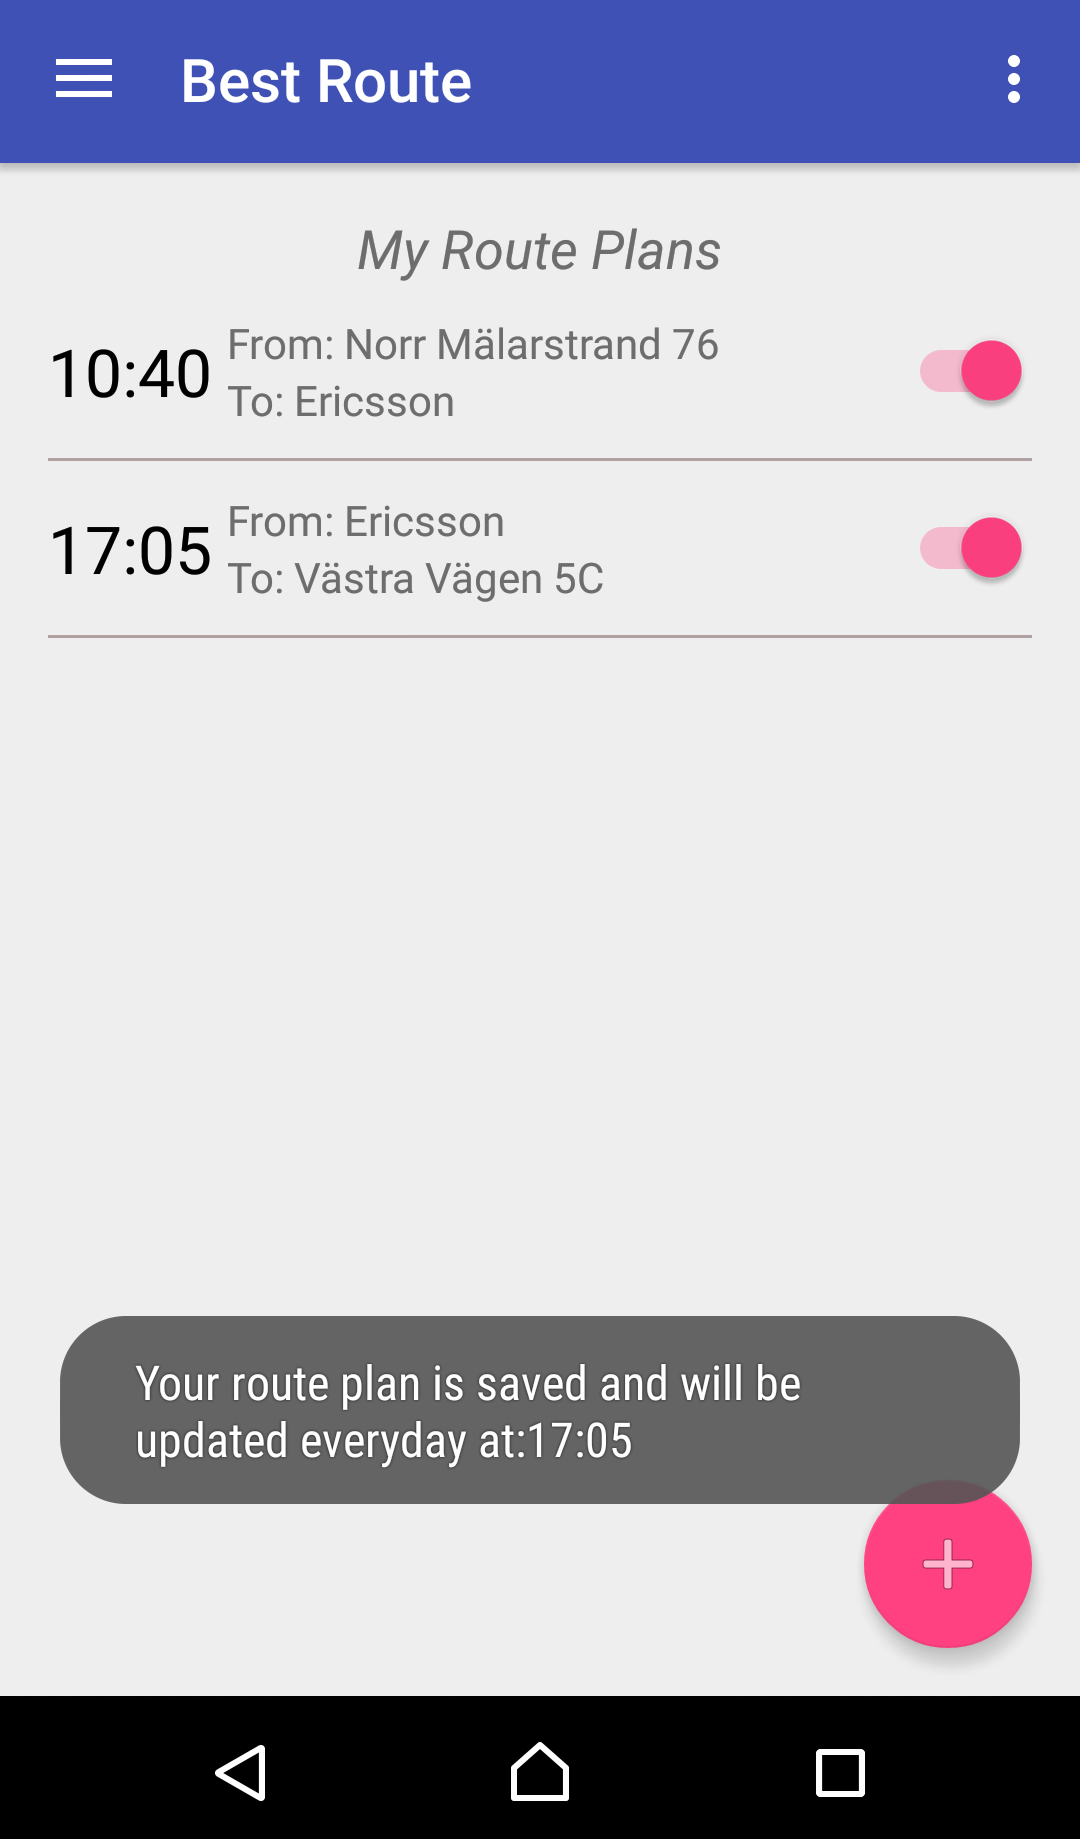 Best Route
My Route Plans
10:40
From: Norr Mälarstrand 76
To: Ericsson
17:05
From: Ericsson
To: Västra Vägen 5C
Your route plan is saved and will be
updated everyday at:17:05